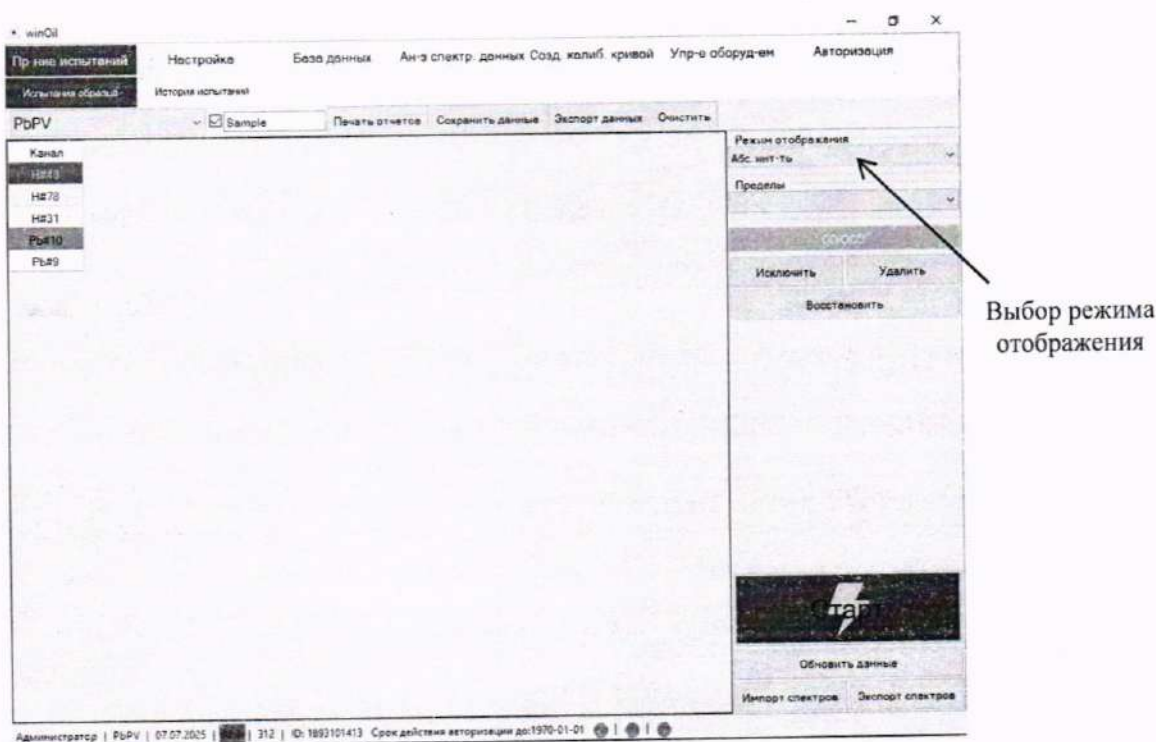 winOil
Пр-ние испытаний Настройка База данных Ан-з спектр. данных Созд. калиб. кривой Упр-е оборуд-ем Авторизация
Испытания образца История испытаний
PbPV Sample Печать отчетов Сохранить данные Экспорт данных Очистить
Канал
H#43
H#78
H#31
Pb#10
Pb#9
Режим отображения
Абс. инт-ты
Пределы
Исключить Удалить
Восстановить
Выбор режима
отображения
Старт
Обновить данные
Импорт спектров Экспорт спектров
Администратор | PbPV | 07.07.2025 | | 312 | ID: 1893101413 Срок действия авторизации до:1970-01-01 | |